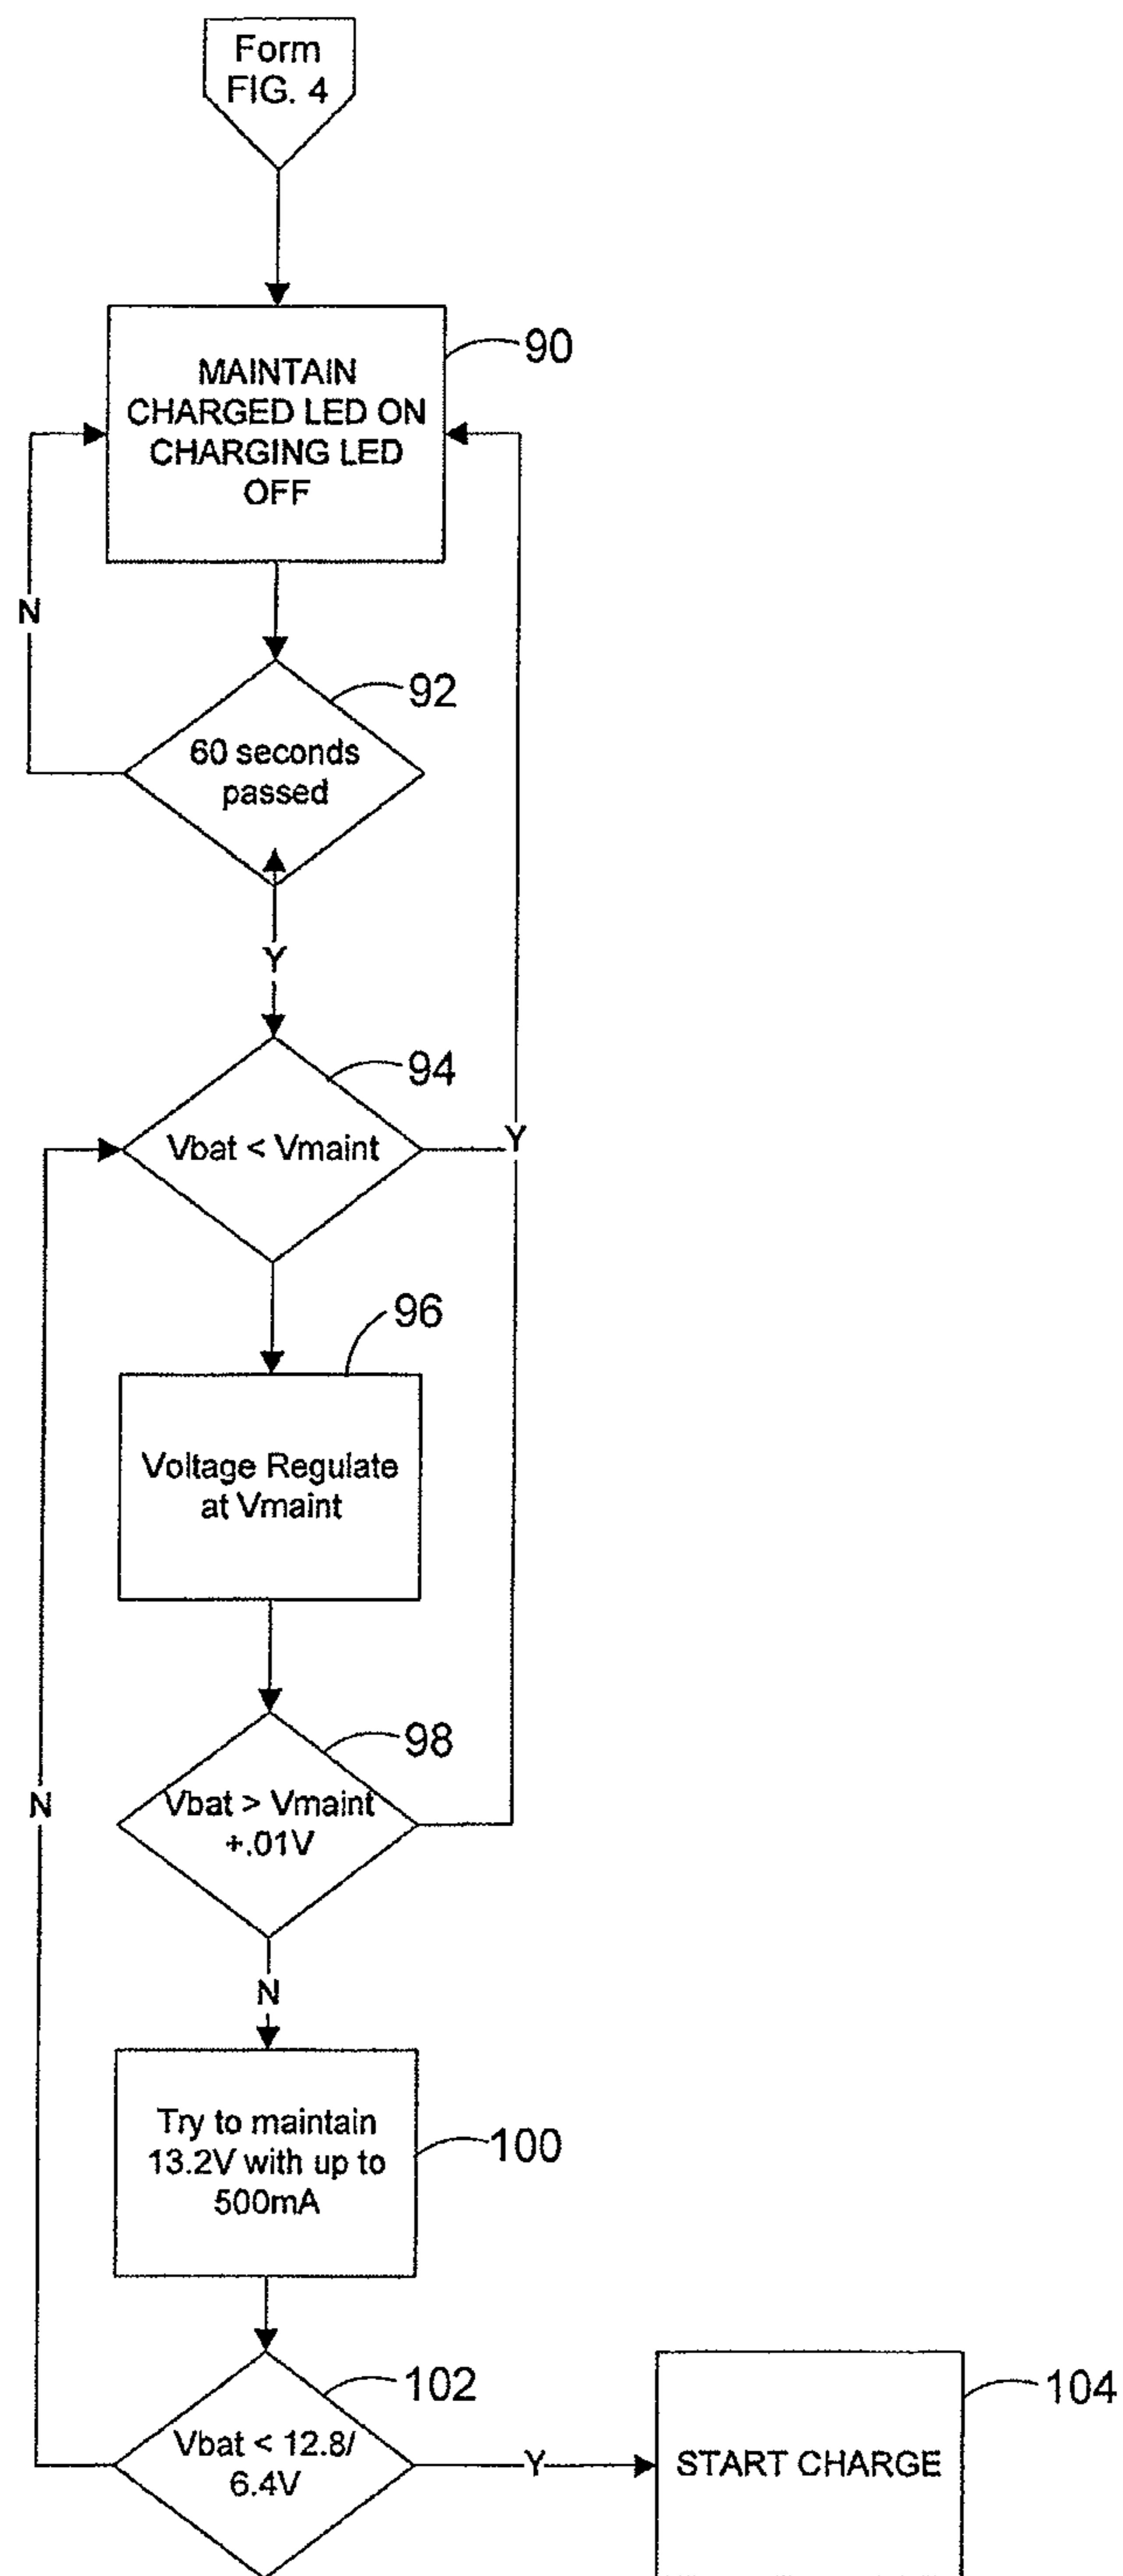 Form
FIG. 4
90
MAINTAIN
CHARGED LED ON
CHARGING LED
OFF
N
92
60 seconds
passed
Y
94
Vbat < Vmaint
Y
96
Voltage Regulate
at Vmaint
98
Vbat > Vmaint
+.01V
N
N
Try to maintain
13.2V with up to
500mA
100
102
Vbat < 12.8/
6.4V
Y
104
START CHARGE